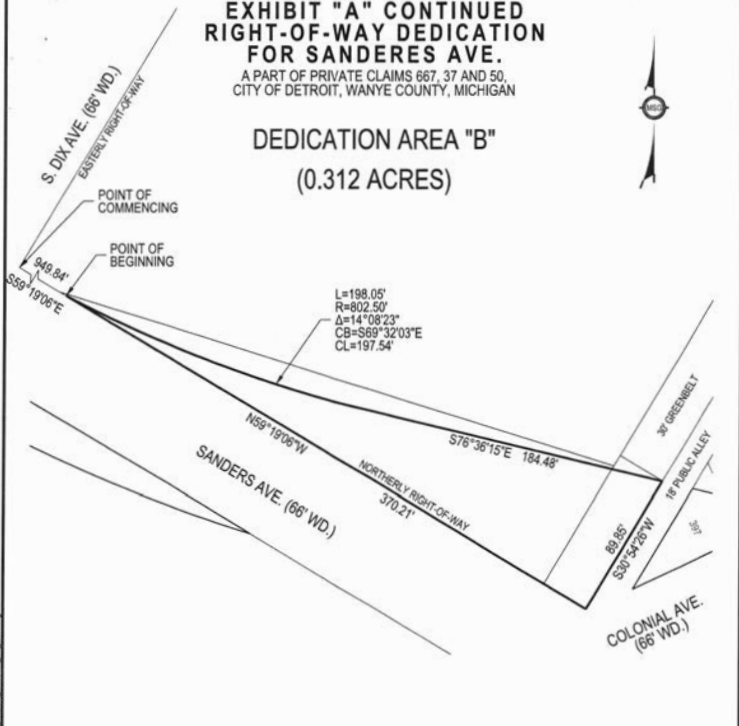 EXHIBIT "A" CONTINUED
RIGHT-OF-WAY DEDICATION
FOR SANDERES AVE.
A PART OF PRIVATE CLAIMS 667, 37 AND 50,
CITY OF DETROIT, WANYE COUNTY, MICHIGAN
DEDICATION AREA "B"
(0.312 ACRES)
MSG
S. DIX AVE. (66' WD.)
EASTERLY RIGHT-OF-WAY
POINT OF
COMMENCING
POINT OF
BEGINNING
949.84'
S59°19'06"E
L=198.05'
R=802.50'
Δ=14°08'23"
CB=S69°32'03"E
CL=197.54'
N59°19'06"W
S76°36'15"E 184.48'
30' GREENBELT
18' PUBLIC ALLEY
SANDERS AVE. (66' WD.)
NORTHERLY RIGHT-OF-WAY
370.21'
89.85'
S30°54'26"W
397
COLONIAL AVE.
(66' WD.)